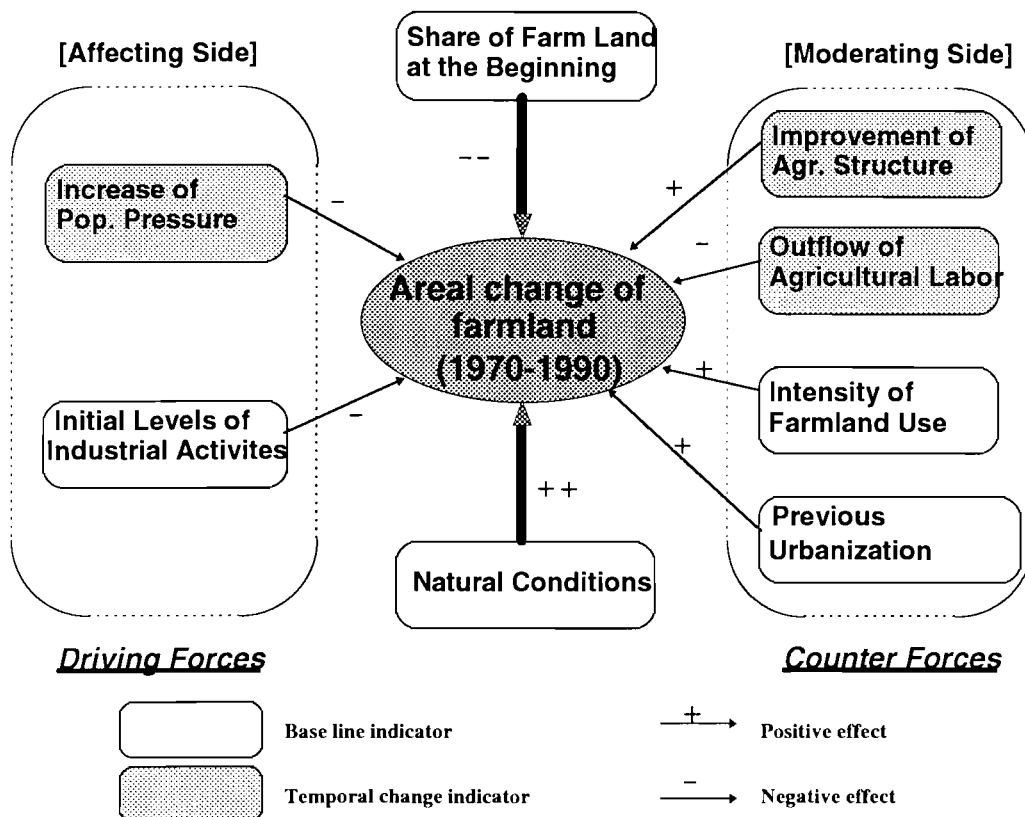 [Affecting Side]
Share of Farm Land
at the Beginning
[Moderating Side]
Increase of
Pop. Pressure
Initial Levels of
Industrial Activites
--
-
-
Areal change of
farmland
(1970-1990)
++
Natural Conditions
+
-
+
+
Improvement of
Agr. Structure
Outflow of
Agricultural Labor
Intensity of
Farmland Use
Previous
Urbanization
Driving Forces
Counter Forces
Base line indicator
+
Positive effect
Temporal change indicator
-
Negative effect